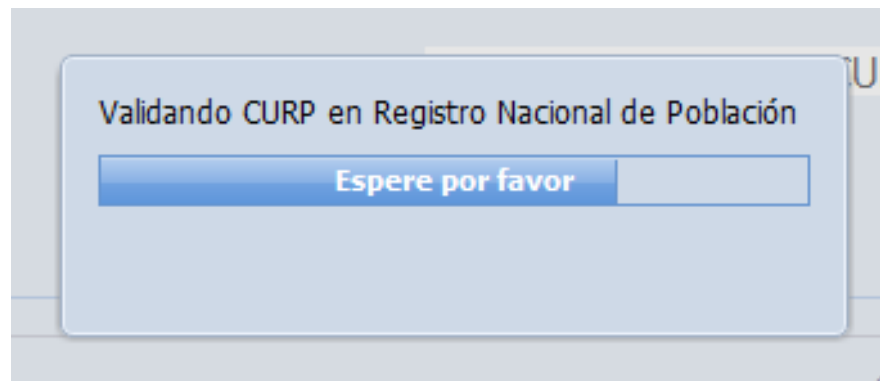 Validando CURP en Registro Nacional de Población
Espere por favor